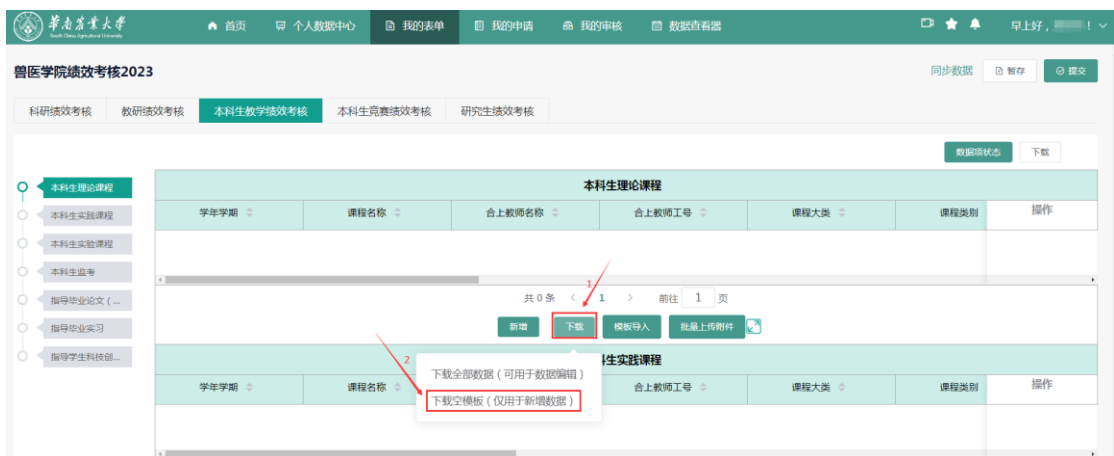 华南农业大学 首页 个人数据中心 我的表单 我的申请 我的审核 数据查看器 早上好， ！
South China Agricultural University
兽医学院绩效考核2023 同步数据 暂存 提交
科研绩效考核 教研绩效考核 本科生教学绩效考核 本科生竞赛绩效考核 研究生绩效考核
数据项状态 下载
本科生理论课程 本科生理论课程
本科生实践课程 学年学期 课程名称 合上教师名称 合上教师工号 课程大类 课程类别 操作
本科生实验课程
本科生监考
指导毕业论文（... 共0条 1 前往 1 页
1
指导毕业实习 新增 下载 模板导入 批量上传附件
指导学生科技创... 2 科生实践课程
下载全部数据（可用于数据编辑）
学年学期 课程名称 合上教师工号 课程大类 课程类别 操作
下载空模板（仅用于新增数据）